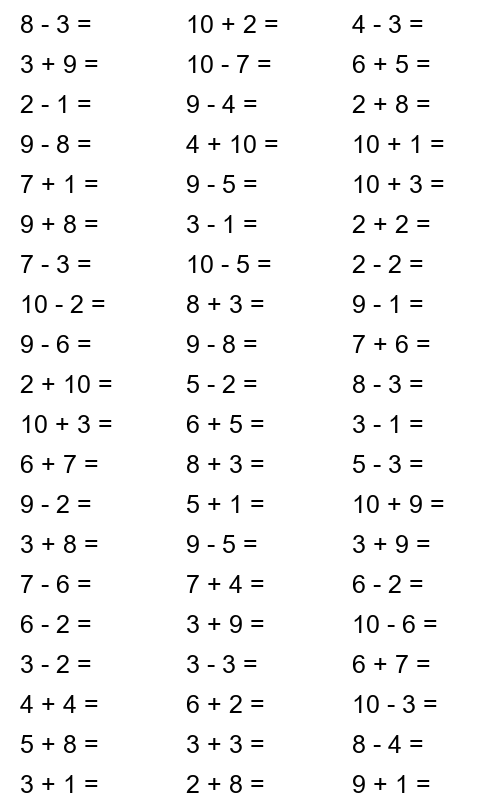 8 - 3 = 10 + 2 = 4 - 3 =
3 + 9 = 10 - 7 = 6 + 5 =
2 - 1 = 9 - 4 = 2 + 8 =
9 - 8 = 4 + 10 = 10 + 1 =
7 + 1 = 9 - 5 = 10 + 3 =
9 + 8 = 3 - 1 = 2 + 2 =
7 - 3 = 10 - 5 = 2 - 2 =
10 - 2 = 8 + 3 = 9 - 1 =
9 - 6 = 9 - 8 = 7 + 6 =
2 + 10 = 5 - 2 = 8 - 3 =
10 + 3 = 6 + 5 = 3 - 1 =
6 + 7 = 8 + 3 = 5 - 3 =
9 - 2 = 5 + 1 = 10 + 9 =
3 + 8 = 9 - 5 = 3 + 9 =
7 - 6 = 7 + 4 = 6 - 2 =
6 - 2 = 3 + 9 = 10 - 6 =
3 - 2 = 3 - 3 = 6 + 7 =
4 + 4 = 6 + 2 = 10 - 3 =
5 + 8 = 3 + 3 = 8 - 4 =
3 + 1 = 2 + 8 = 9 + 1 =